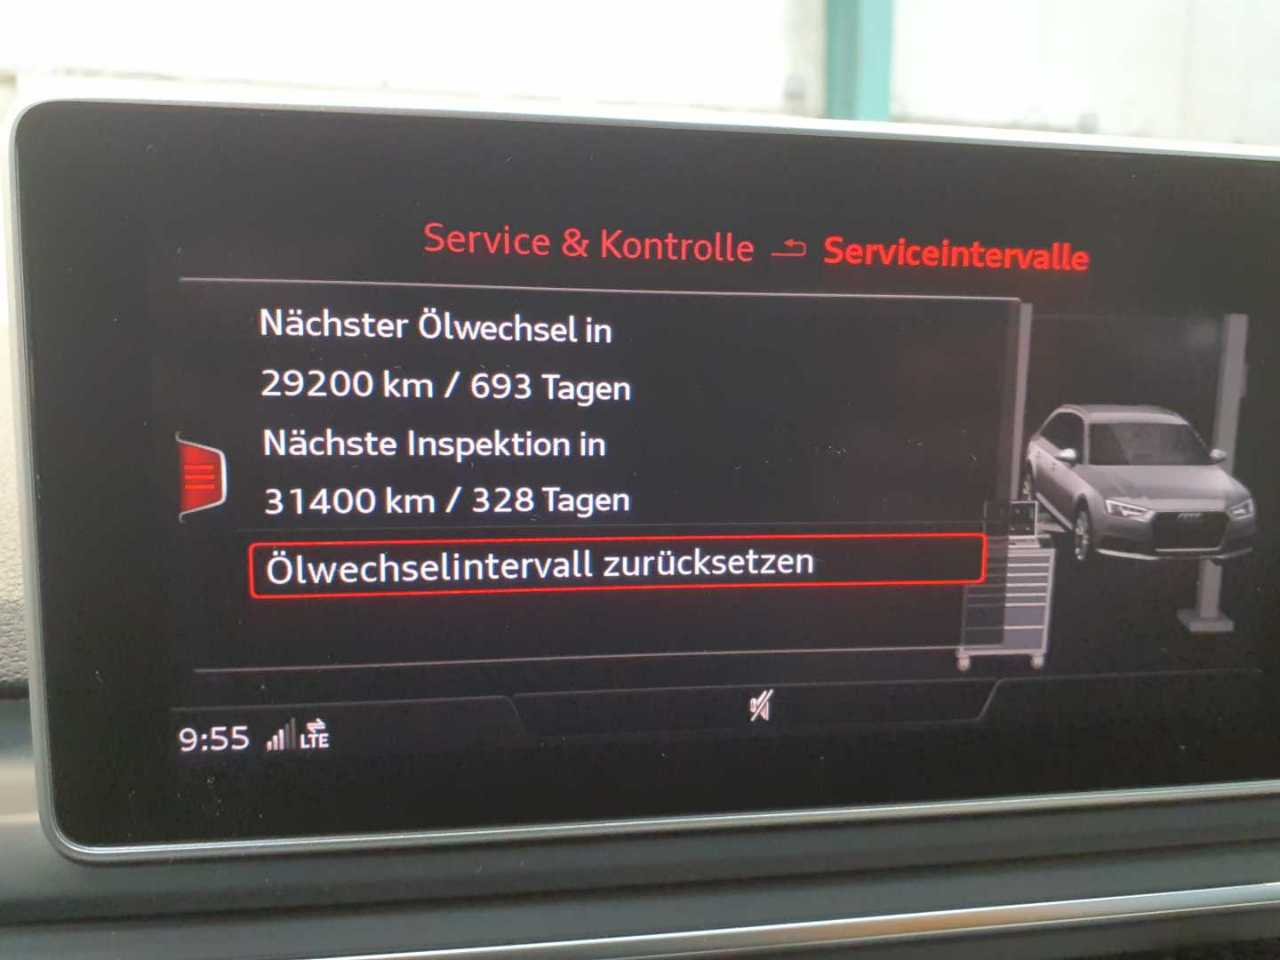 Service & Kontrolle Serviceintervalle
Nächster Ölwechsel in
29200 km / 693 Tagen
Nächste Inspektion in
31400 km / 328 Tagen
Ölwechselintervall zurücksetzen
9:55 LTE